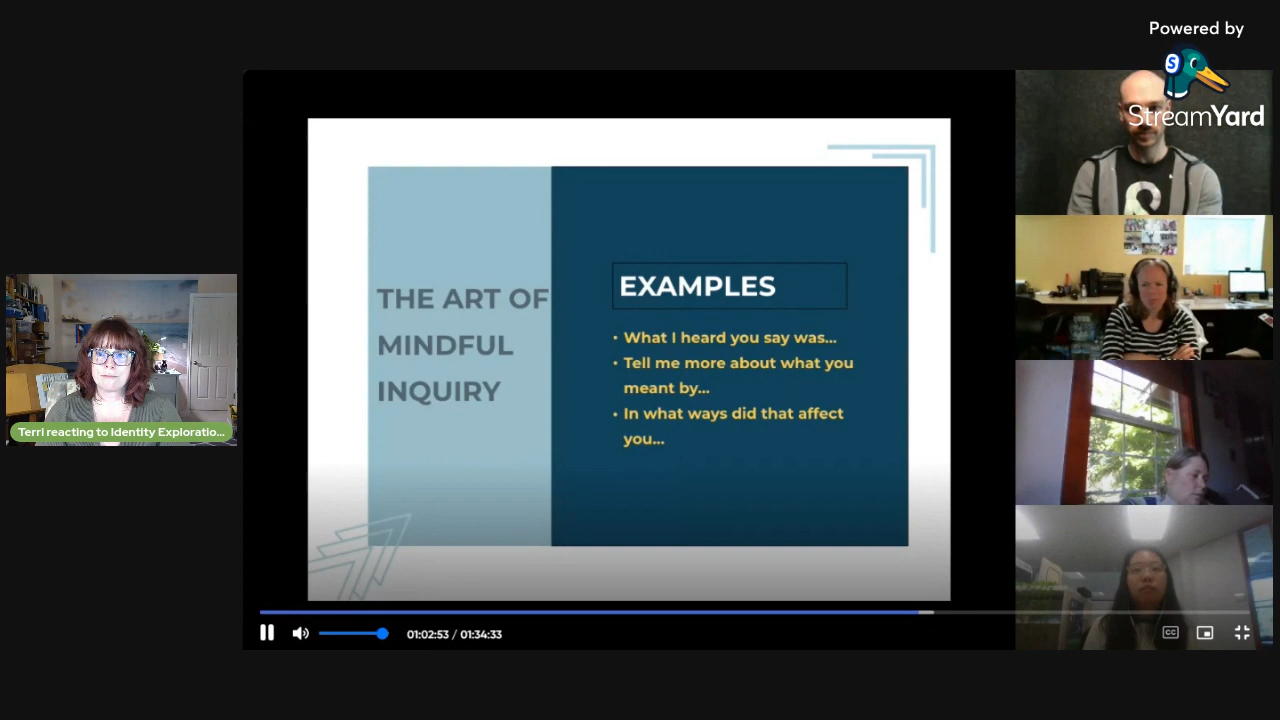 Powered by
StreamYard
THE ART OF
MINDFUL
INQUIRY
EXAMPLES
• What I heard you say was...
• Tell me more about what you
meant by...
• In what ways did that affect
you...
Terri reacting to Identity Exploratio...
01:02:53 / 01:34:33
CC